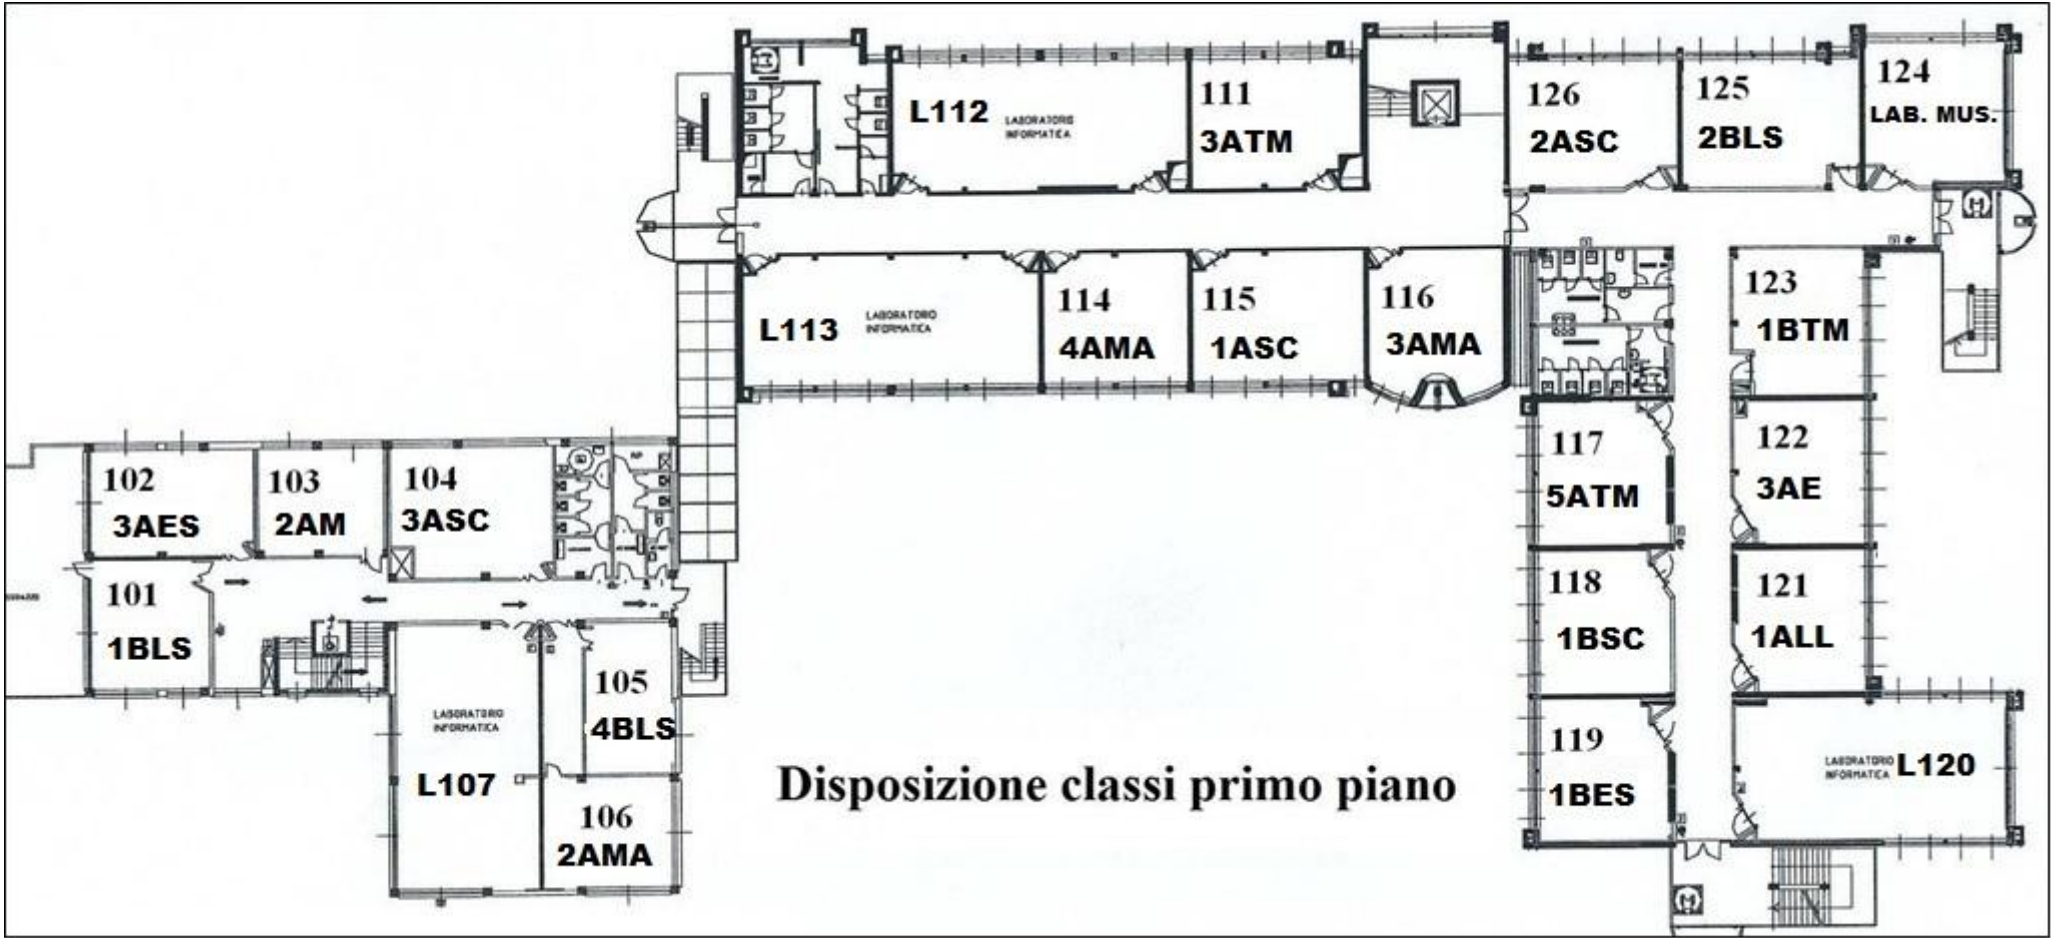 L112
LABORATORIO
INFORMATICA
111
3ATM
126
2ASC
125
2BLS
124
LAB. MUS.
L113
LABORATORIO
INFORMATICA
114
4AMA
115
1ASC
116
3AMA
123
1BTM
117
5ATM
122
3AE
102
3AES
103
2AM
104
3ASC
101
1BLS
118
1BSC
121
1ALL
LABORATORIO
INFORMATICA
L107
105
4BLS
106
2AMA
119
1BES
LABORATORIO
INFORMATICA
L120
Disposizione classi primo piano